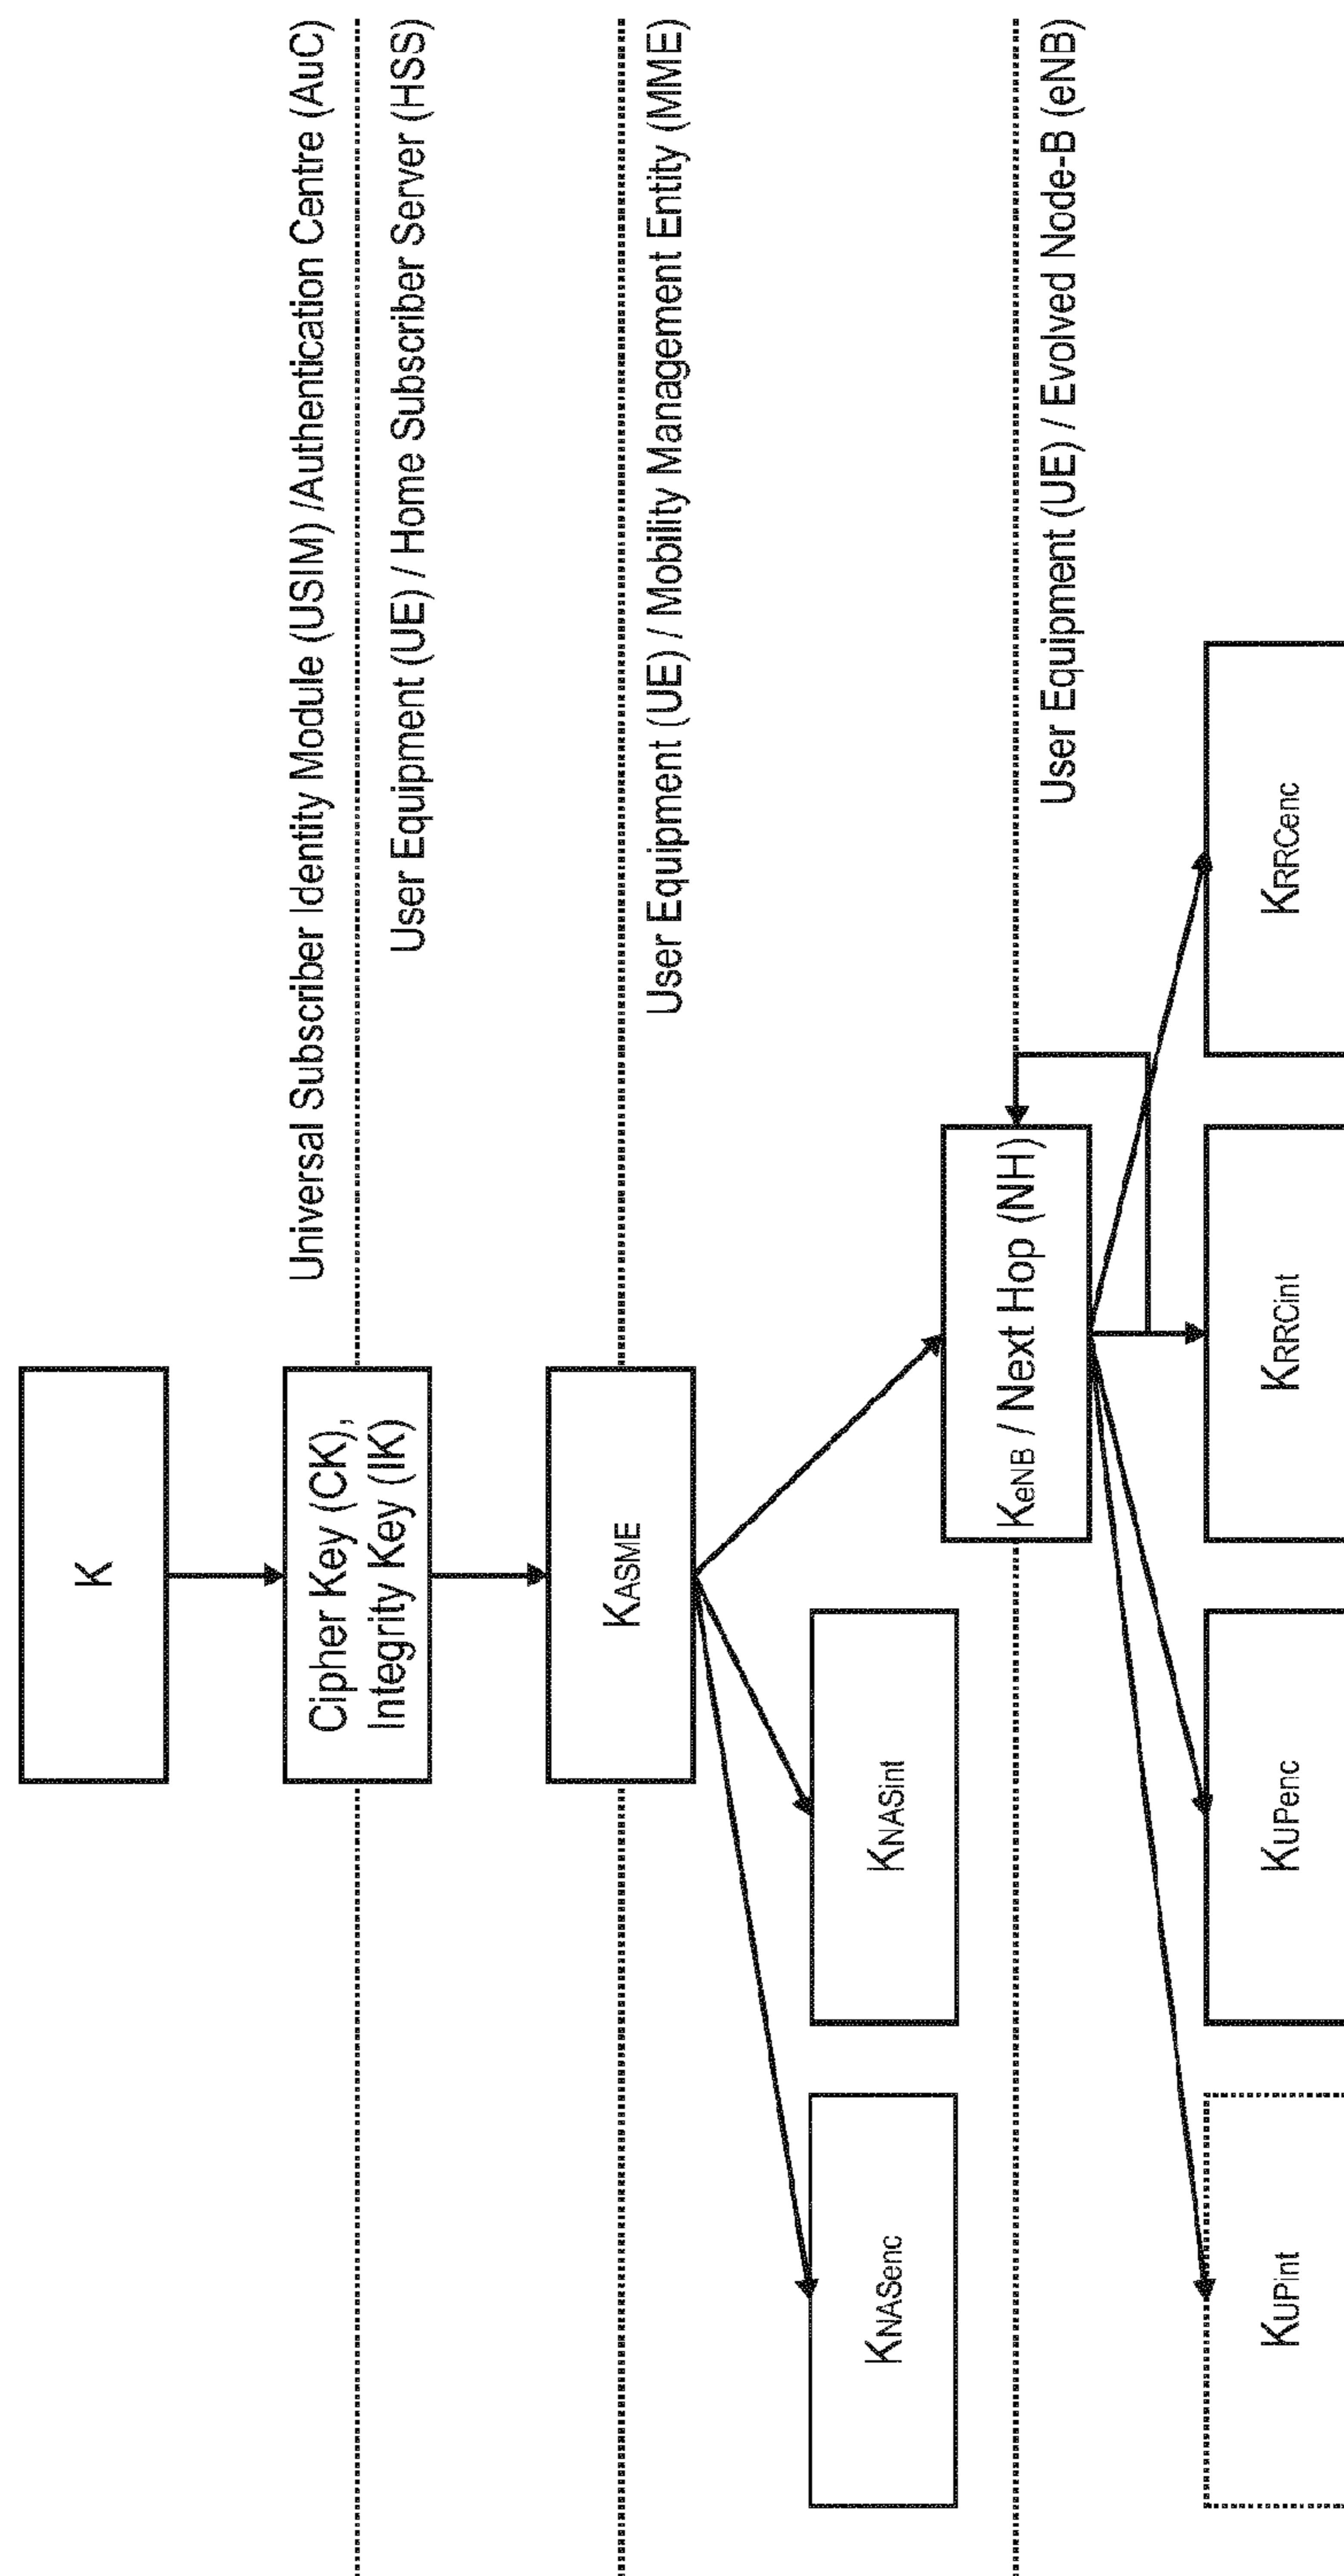 K
Universal Subscriber Identity Module (USIM) /Authentication Centre (AuC)
Cipher Key (CK),
Integrity Key (IK)
User Equipment (UE) / Home Subscriber Server (HSS)
KASME
User Equipment (UE) / Mobility Management Entity (MME)
KNASenc
KNASint
KeNB / Next Hop (NH)
User Equipment (UE) / Evolved Node-B (eNB)
KUPint
KUPenc
KRRCint
KRRCenc